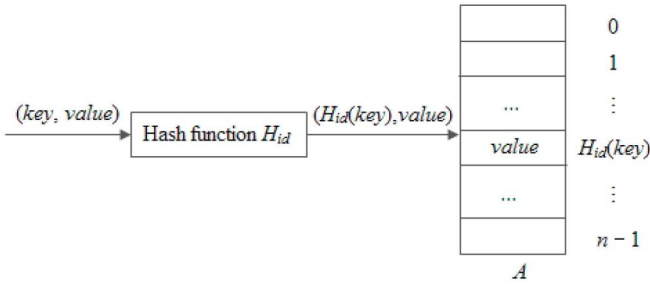 0
1
(key, value)
Hash function H_id
(H_id(key),value)
...
⋮
value
H_id(key)
...
⋮
n − 1
A